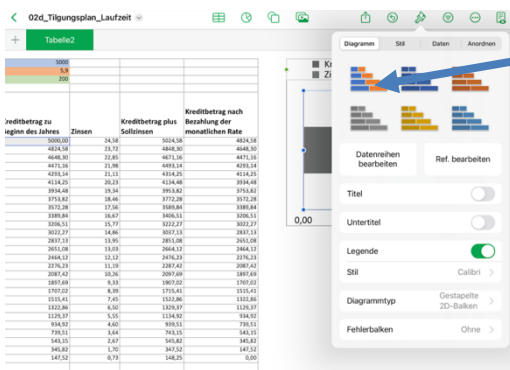 02d_Tilgungsplan_Laufzeit
Tabelle2
5000
5,9
200
Kreditbetrag zu Beginn des Jahres Zinsen Kreditbetrag plus Sollzinsen Kreditbetrag nach Bezahlung der monatlichen Rate
5000,00 24,58 5024,58 4824,58
4824,58 23,72 4848,30 4648,30
4648,30 22,85 4671,16 4471,16
4471,16 21,98 4493,14 4293,14
4293,14 21,11 4314,25 4114,25
4114,25 20,23 4134,48 3934,48
3934,48 19,34 3953,82 3753,82
3753,82 18,46 3772,28 3572,28
3572,28 17,56 3589,84 3389,84
3389,84 16,67 3406,51 3206,51
3206,51 15,77 3222,27 3022,27
3022,27 14,86 3037,13 2837,13
2837,13 13,95 2851,08 2651,08
2651,08 13,03 2664,12 2464,12
2464,12 12,12 2476,23 2276,23
2276,23 11,19 2287,42 2087,42
2087,42 10,26 2097,69 1897,69
1897,69 9,33 1907,02 1707,02
1707,02 8,39 1715,41 1515,41
1515,41 7,45 1522,86 1322,86
1322,86 6,50 1329,37 1129,37
1129,37 5,55 1134,92 934,92
934,92 4,60 939,51 739,51
739,51 3,64 743,15 543,15
543,15 2,67 545,82 345,82
345,82 1,70 347,52 147,52
147,52 0,73 148,25 0,00
Kr
Zi
0,00
Diagramm Stil Daten Anordnen
Datenreihen bearbeiten
Ref. bearbeiten
Titel
Untertitel
Legende
Stil Calibri
Diagrammtyp Gestapelte 2D-Balken
Fehlerbalken Ohne